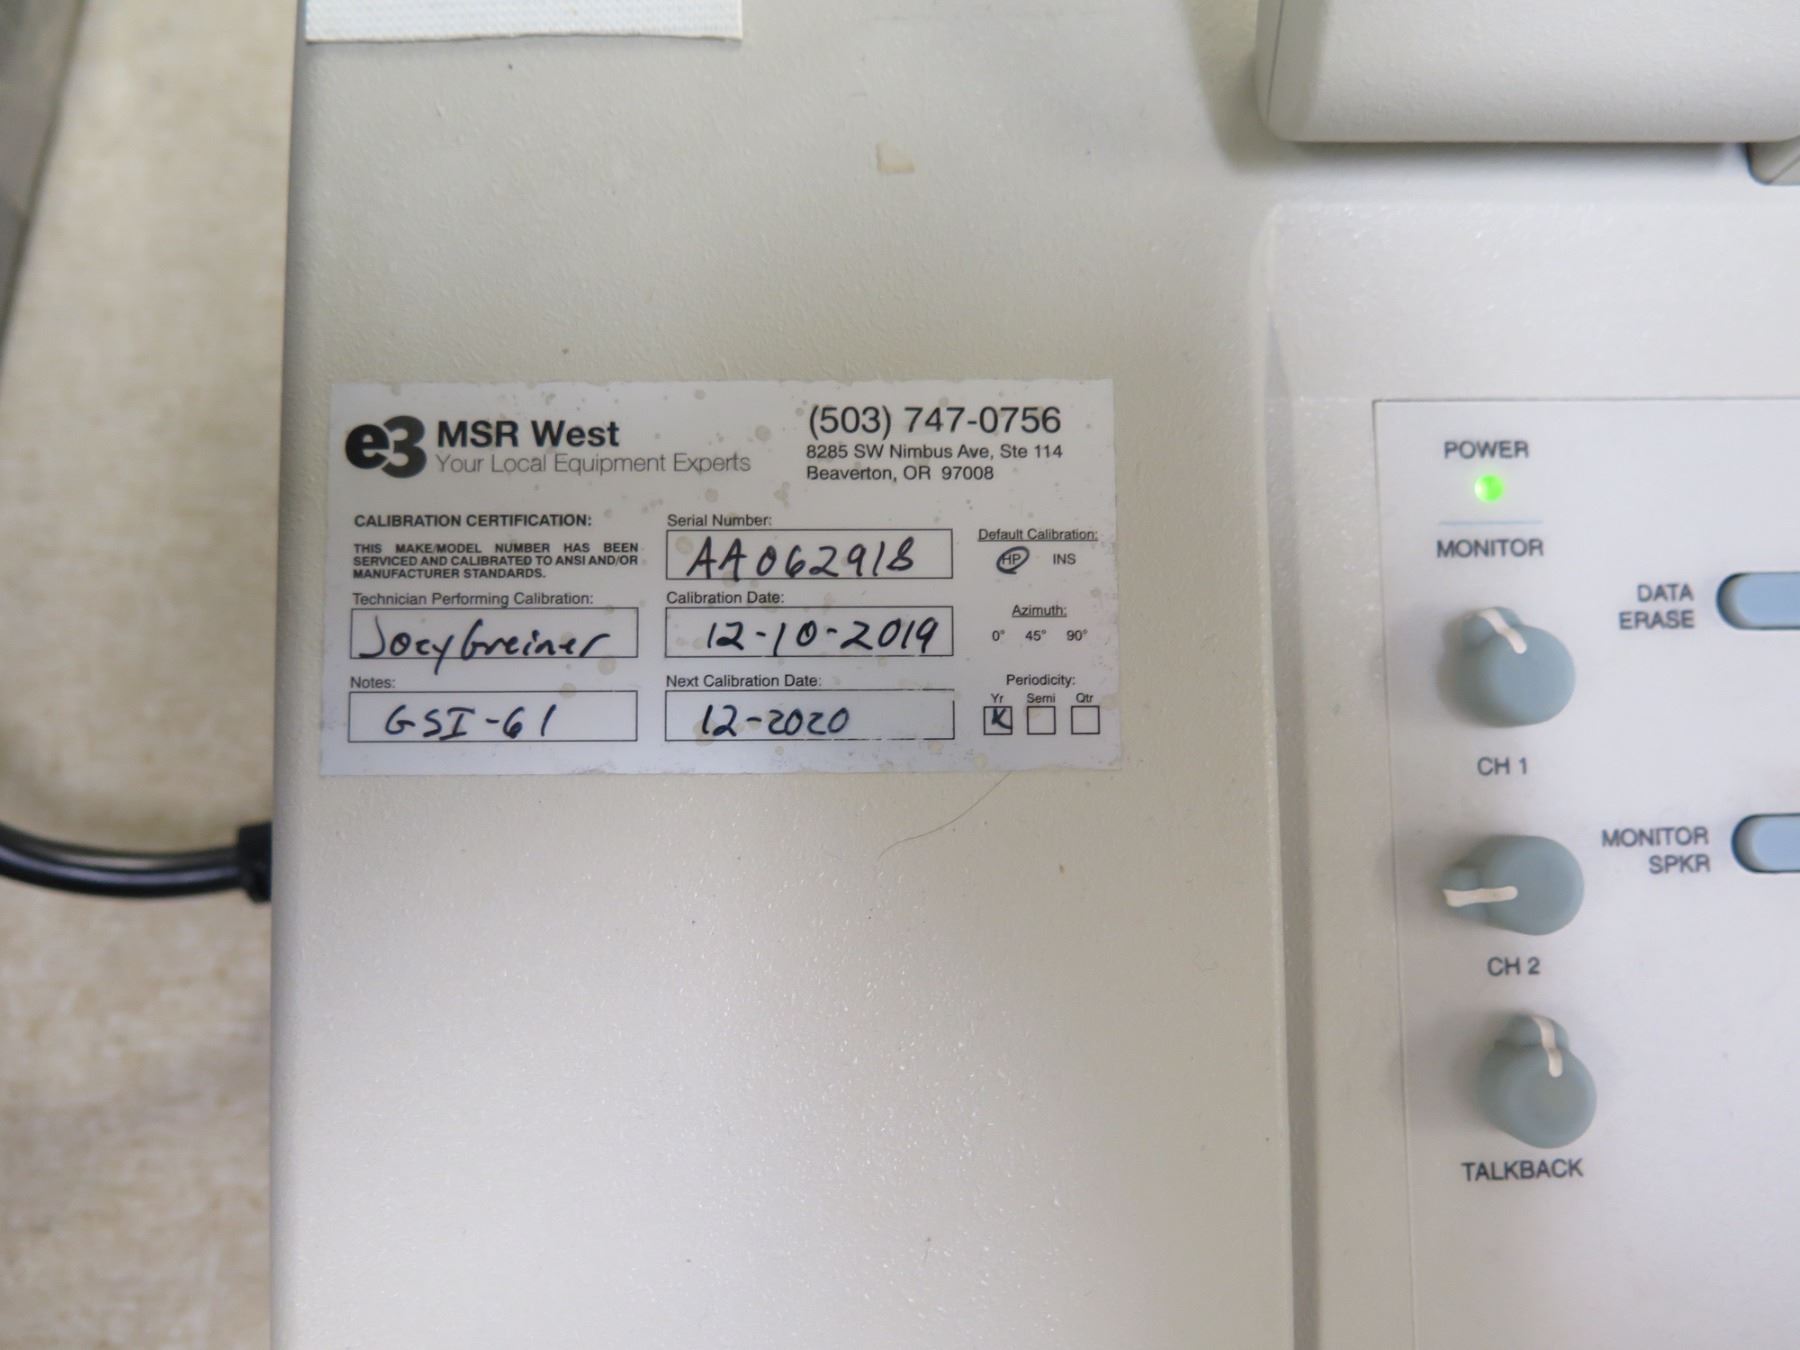 e3 MSR West
Your Local Equipment Experts
(503) 747-0756
8285 SW Nimbus Ave, Ste 114
Beaverton, OR 97008
CALIBRATION CERTIFICATION:
THIS MAKE/MODEL NUMBER HAS BEEN
SERVICED AND CALIBRATED TO ANSI AND/OR
MANUFACTURER STANDARDS.
Serial Number:
AA062918
Default Calibration:
HP INS
Technician Performing Calibration:
Joey Greiner
Calibration Date:
12-10-2019
Azimuth:
0° 45° 90°
Notes:
GSI-61
Next Calibration Date:
12-2020
Periodicity:
Yr Semi Qtr
POWER
MONITOR
DATA
ERASE
CH 1
MONITOR
SPKR
CH 2
TALKBACK